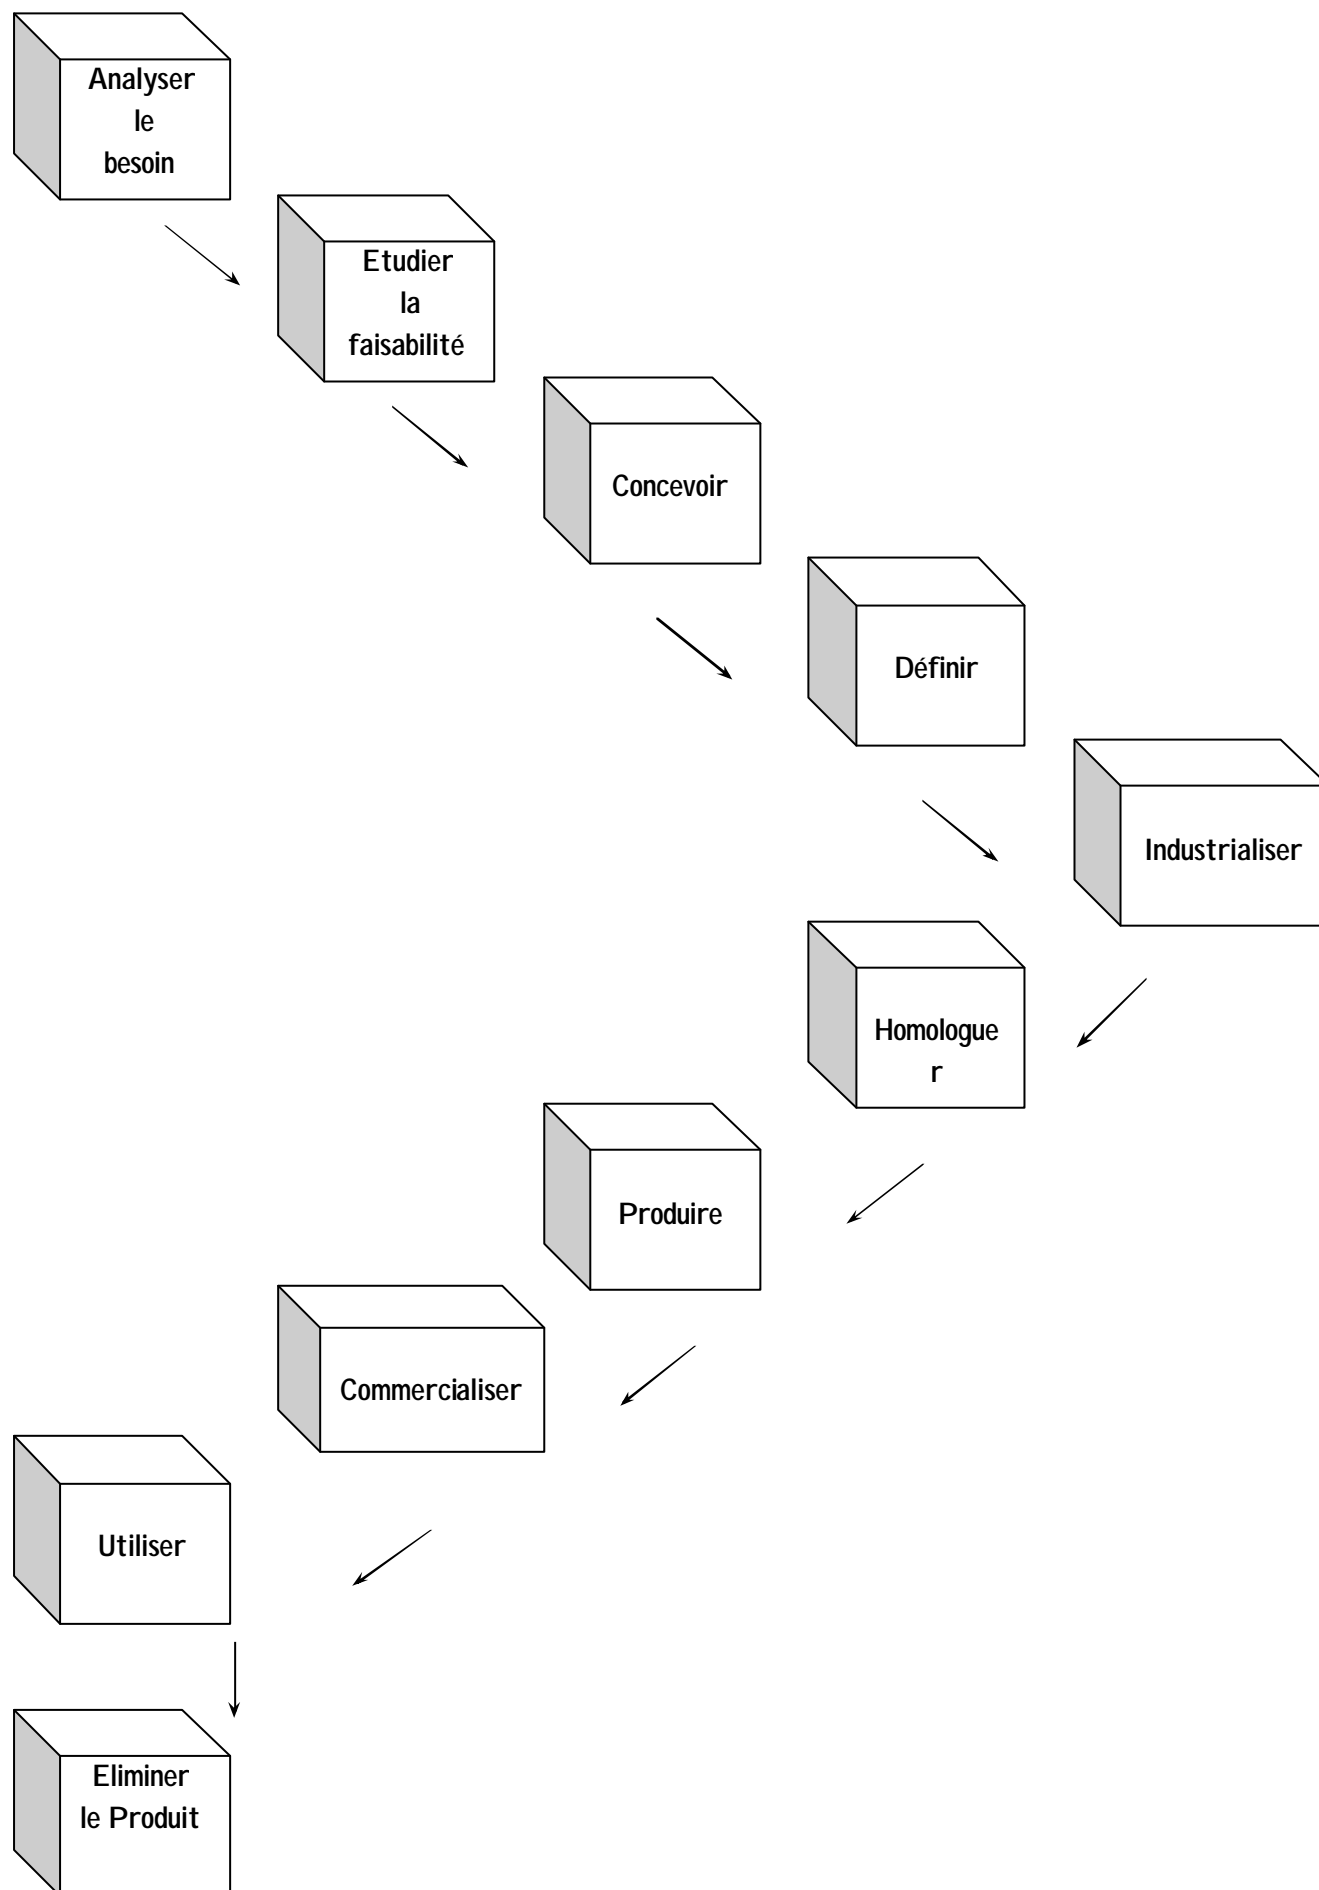 Analyser
le
besoin
Etudier
la
faisabilité
Concevoir
Définir
Industrialiser
Homologue
r
Produire
Commercialiser
Utiliser
Eliminer
le Produit